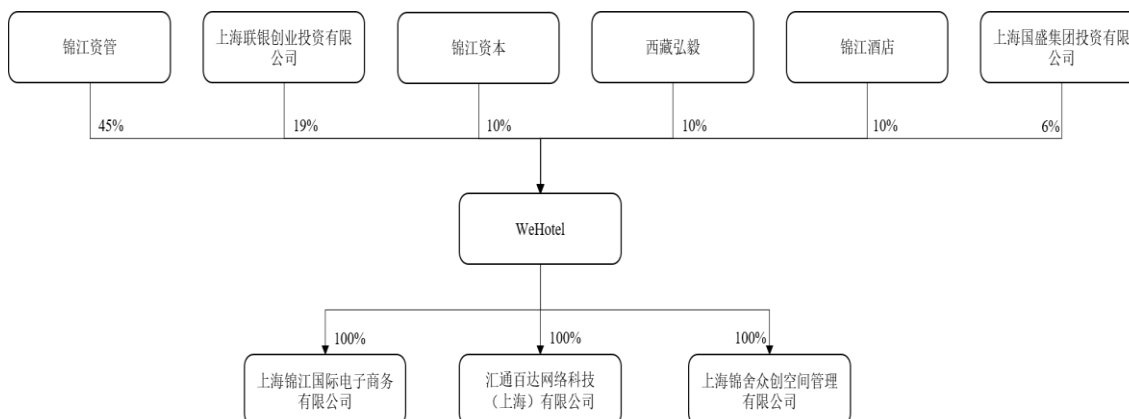 锦江资管
上海联银创业投资有限
公司
锦江资本
西藏弘毅
锦江酒店
上海国盛集团投资有限
公司
45%
19%
10%
10%
10%
6%
WeHotel
100%
100%
100%
上海锦江国际电子商务
有限公司
汇通百达网络科技
（上海）有限公司
上海锦舍众创空间管理
有限公司